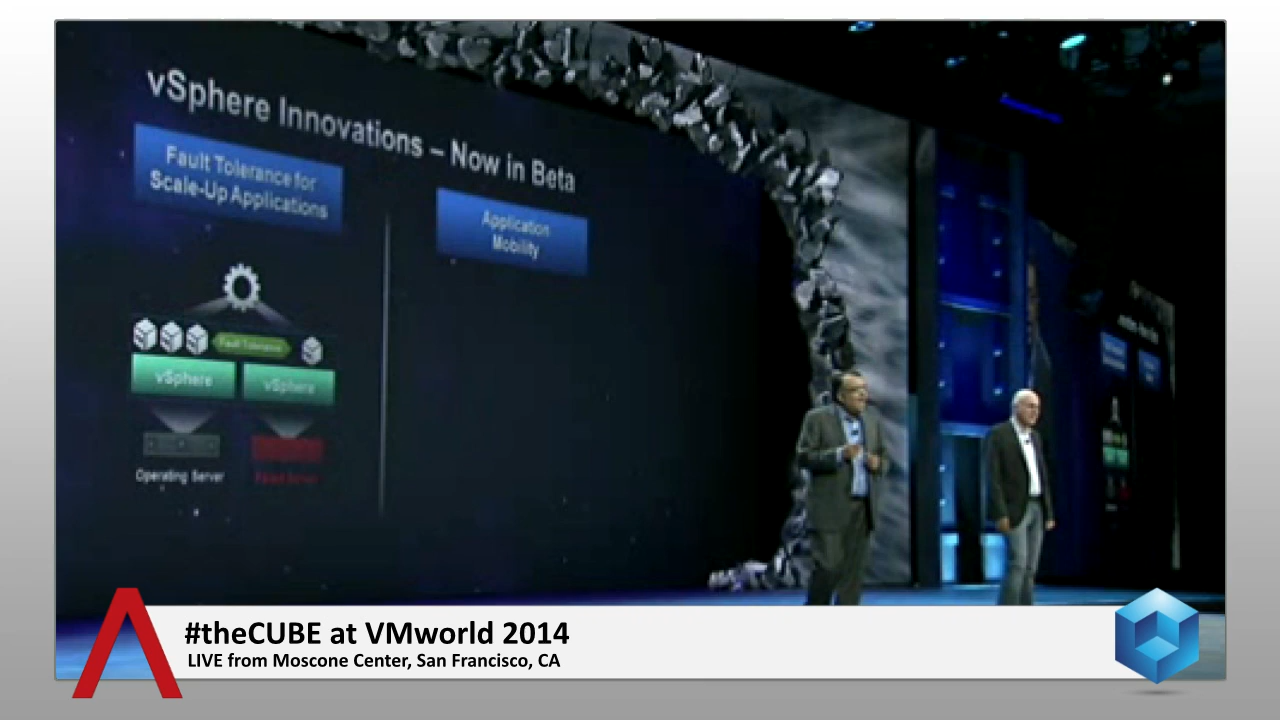 vSphere Innovations – Now in Beta
Fault Tolerance for
Scale-Up Applications
Application
Mobility
Fault Tolerance
vSphere
vSphere
Operating Server
#theCUBE at VMworld 2014
LIVE from Moscone Center, San Francisco, CA